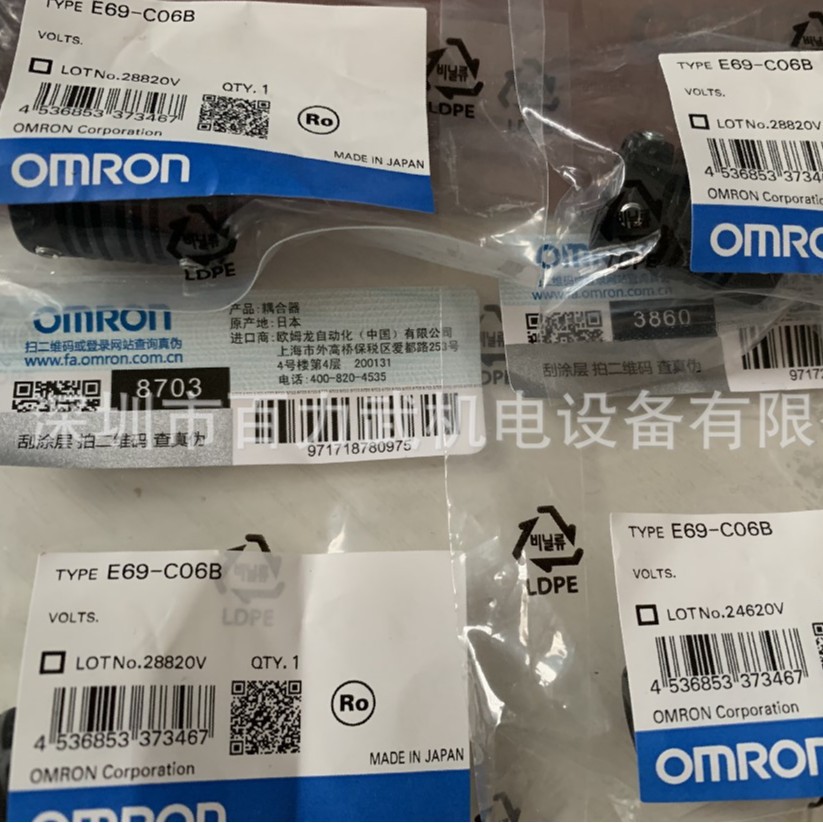 TYPE E69-C06B
VOLTS.
LOTNo.28820V QTY.1
4 536853 373467
Ro
OMRON Corporation
MADE IN JAPAN
OMRON
비닐류
LDPE
TYPE E69-C06B
VOLTS.
LOTNo.28820V
4 536853 3734
OMRON Corporation
OMRON
비닐류
LDPE
OMRON
扫二维码或登录网站查询真伪
www.fa.omron.com.cn
8703
刮涂层 拍二维码 查真伪
产品：耦合器
原产地：日本
进口商：欧姆龙自动化（中国）有限公司
上海市外高桥保税区爱都路253号
4号楼第4层 200131
电话：400-820-4535
971718780975
www.fa.omron.com.cn
3860
刮涂层 拍二维码 查真伪
9717
机电设备有限
비닐류
LDPE
TYPE E69-C06B
VOLTS.
LOTNo.28820V QTY.1
4 536853 373467
Ro
OMRON Corporation
MADE IN JAPAN
OMRON
LDPE
TYPE E69-C06B
VOLTS.
LOTNo.24620V
4 536853 373467
OMRON Corporation
OMRON